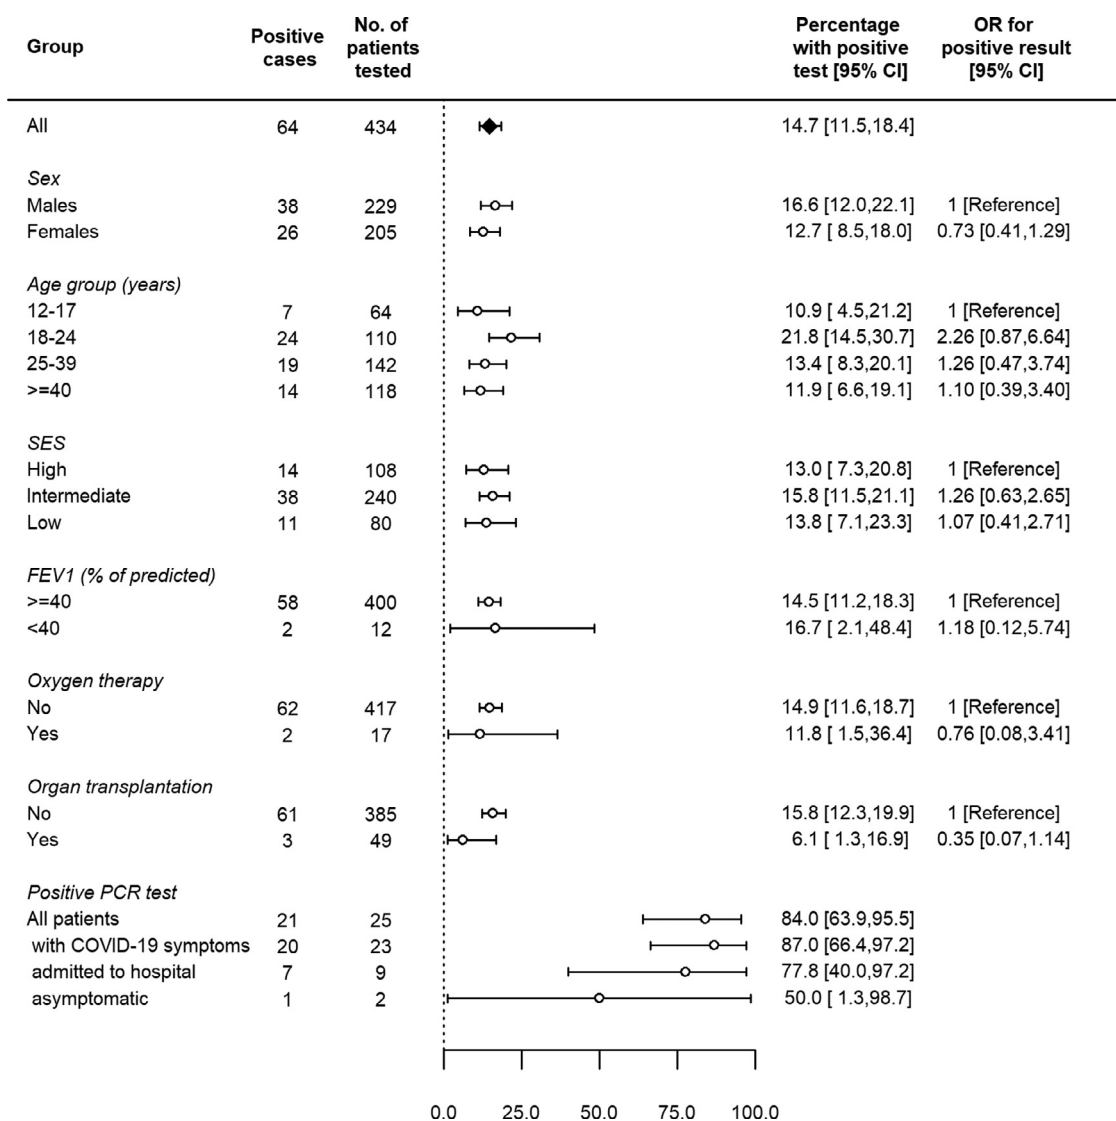 Group Positive cases No. of patients tested Percentage with positive test [95% CI] OR for positive result [95% CI]
All 64 434 14.7 [11.5,18.4]
Sex
Males 38 229 16.6 [12.0,22.1] 1 [Reference]
Females 26 205 12.7 [ 8.5,18.0] 0.73 [0.41,1.29]
Age group (years)
12-17 7 64 10.9 [ 4.5,21.2] 1 [Reference]
18-24 24 110 21.8 [14.5,30.7] 2.26 [0.87,6.64]
25-39 19 142 13.4 [ 8.3,20.1] 1.26 [0.47,3.74]
>=40 14 118 11.9 [ 6.6,19.1] 1.10 [0.39,3.40]
SES
High 14 108 13.0 [ 7.3,20.8] 1 [Reference]
Intermediate 38 240 15.8 [11.5,21.1] 1.26 [0.63,2.65]
Low 11 80 13.8 [ 7.1,23.3] 1.07 [0.41,2.71]
FEV1 (% of predicted)
>=40 58 400 14.5 [11.2,18.3] 1 [Reference]
<40 2 12 16.7 [ 2.1,48.4] 1.18 [0.12,5.74]
Oxygen therapy
No 62 417 14.9 [11.6,18.7] 1 [Reference]
Yes 2 17 11.8 [ 1.5,36.4] 0.76 [0.08,3.41]
Organ transplantation
No 61 385 15.8 [12.3,19.9] 1 [Reference]
Yes 3 49 6.1 [ 1.3,16.9] 0.35 [0.07,1.14]
Positive PCR test
All patients 21 25 84.0 [63.9,95.5]
with COVID-19 symptoms 20 23 87.0 [66.4,97.2]
admitted to hospital 7 9 77.8 [40.0,97.2]
asymptomatic 1 2 50.0 [ 1.3,98.7]
0.0 25.0 50.0 75.0 100.0